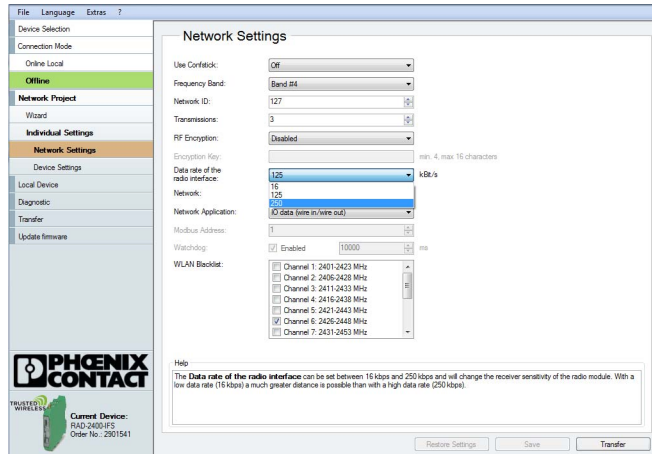 File Language Extras ?
Device Selection
Connection Mode
Online Local
Offline
Network Project
Wizard
Individual Settings
Network Settings
Device Settings
Local Device
Diagnostic
Transfer
Update firmware
PHOENIX
CONTACT
TRUSTED
WIRELESS
Current Device:
RAD-2400-IFS
Order No.: 2901541
Network Settings
Use Confstick: Off
Frequency Band: Band #4
Network ID: 127
Transmissions: 3
RF Encryption: Disabled
Encryption Key: min. 4, max 16 characters
Data rate of the
radio interface: 125 kBit/s
16
125
250
Network:
Network Application: IO data (wire in/wire out)
Modbus Address: 1
Watchdog: Enabled 10000 ms
WLAN Blacklist:
Channel 1: 2401-2423 MHz
Channel 2: 2406-2428 MHz
Channel 3: 2411-2433 MHz
Channel 4: 2416-2438 MHz
Channel 5: 2421-2443 MHz
Channel 6: 2426-2448 MHz
Channel 7: 2431-2453 MHz
Help
The Data rate of the radio interface can be set between 16 kbps and 250 kbps and will change the receiver sensitivity of the radio module. With a
low data rate (16 kbps) a much greater distance is possible than with a high data rate (250 kbps).
Restore Settings Save Transfer